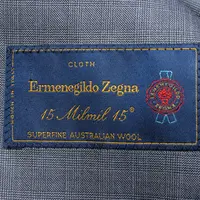 CLOTH
Ermenegildo Zegna
15 Milmil 15®
SUPERFINE AUSTRALIAN WOOL